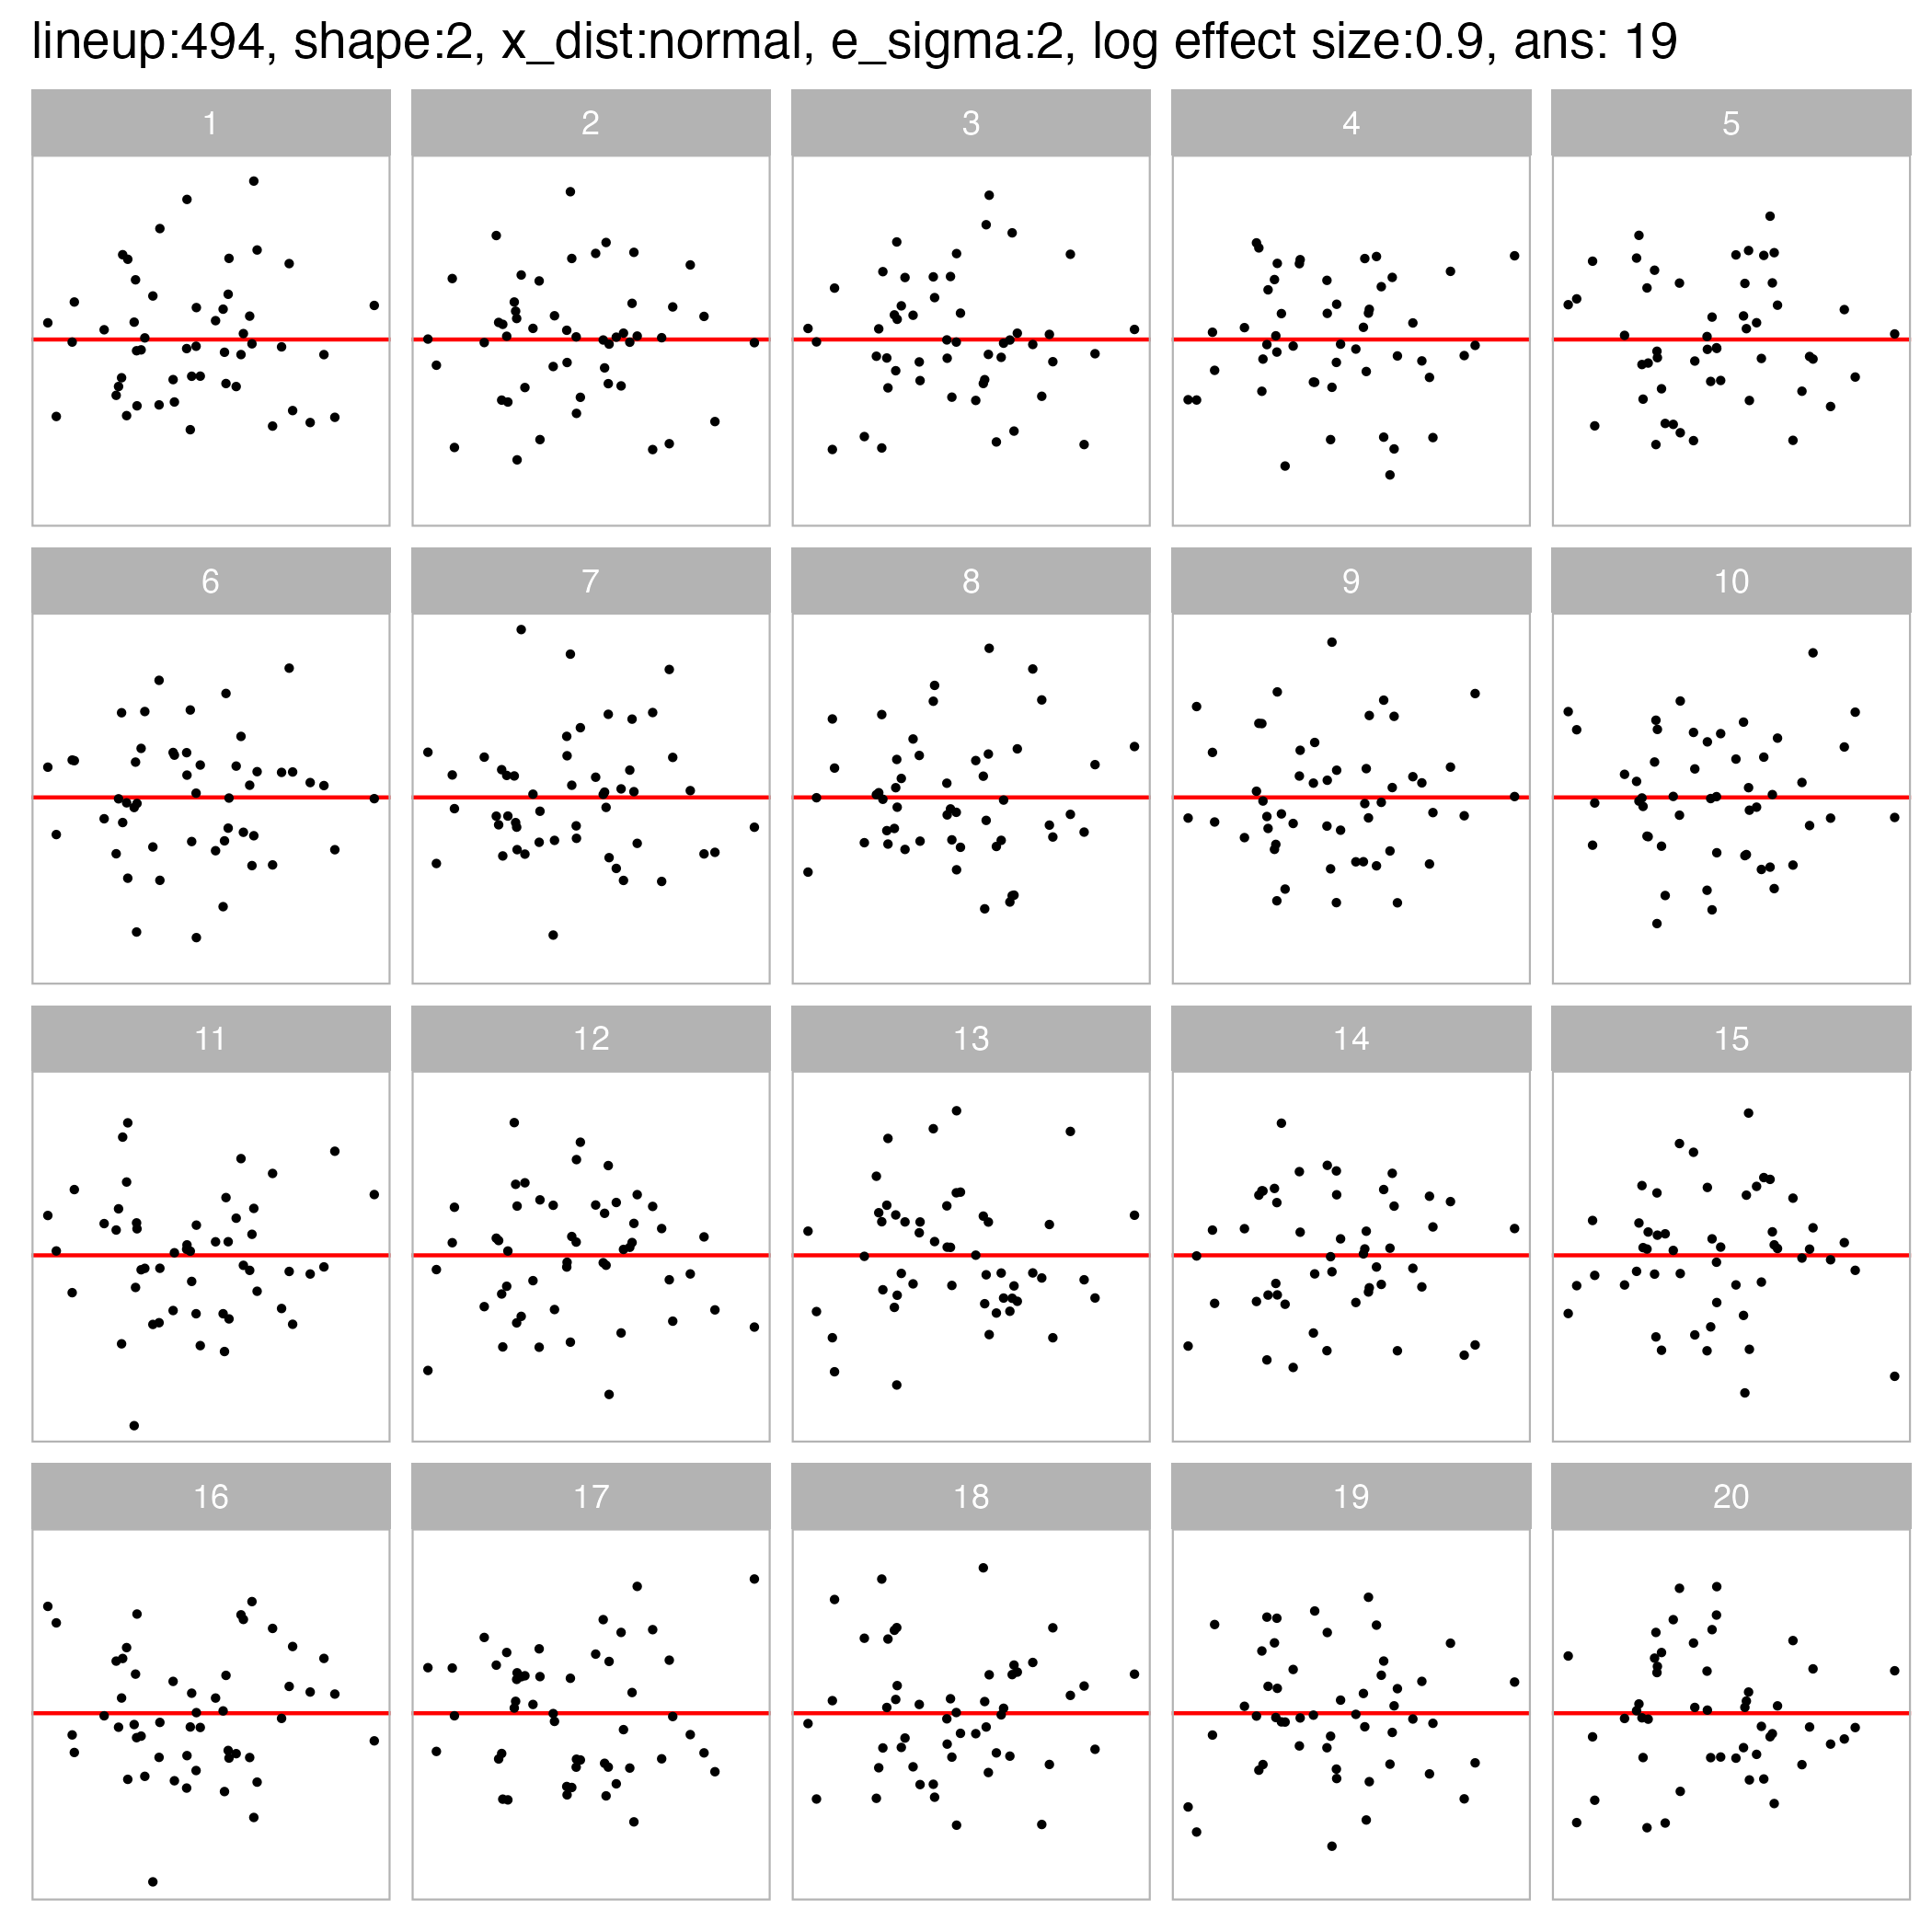 lineup:494, shape:2, x_dist:normal, e_sigma:2, log effect size:0.9, ans: 19
1 2 3 4 5
6 7 8 9 10
11 12 13 14 15
16 17 18 19 20